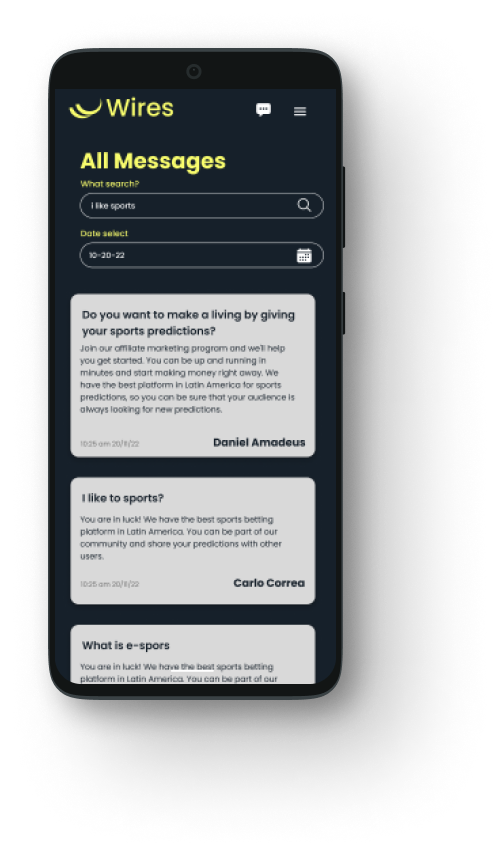 Wires
All Messages
What search?
i like sports
Date select
10-20-22
Do you want to make a living by giving
your sports predictions?
Join our affiliate marketing program and we'll help
you get started. You can be up and running in
minutes and start making money right away. We
have the best platform in Latin America for sports
predictions, so you can be sure that your audience is
always looking for new predictions.
10:25 am 20/11/22
Daniel Amadeus
I like to sports?
You are in luck! We have the best sports betting
platform in Latin America. You can be part of our
community and share your predictions with other
users.
10:25 am 20/11/22
Carlo Correa
What is e-spors
You are in luck! We have the best sports betting
platform in Latin America. You can be part of our